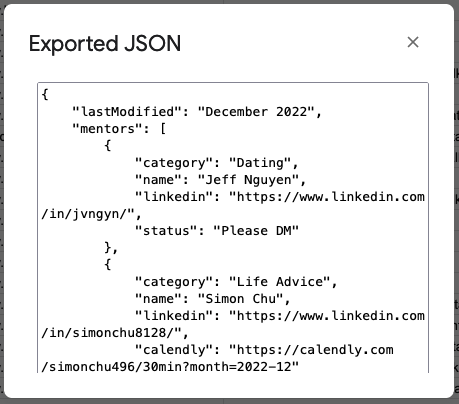 Exported JSON
{
    "lastModified": "December 2022",
    "mentors": [
        {
            "category": "Dating",
            "name": "Jeff Nguyen",
            "linkedin": "https://www.linkedin.com
/in/jvngyn/",
            "status": "Please DM"
        },
        {
            "category": "Life Advice",
            "name": "Simon Chu",
            "linkedin": "https://www.linkedin.com
/in/simonchu8128/",
            "calendly": "https://calendly.com
/simonchu496/30min?month=2022-12"